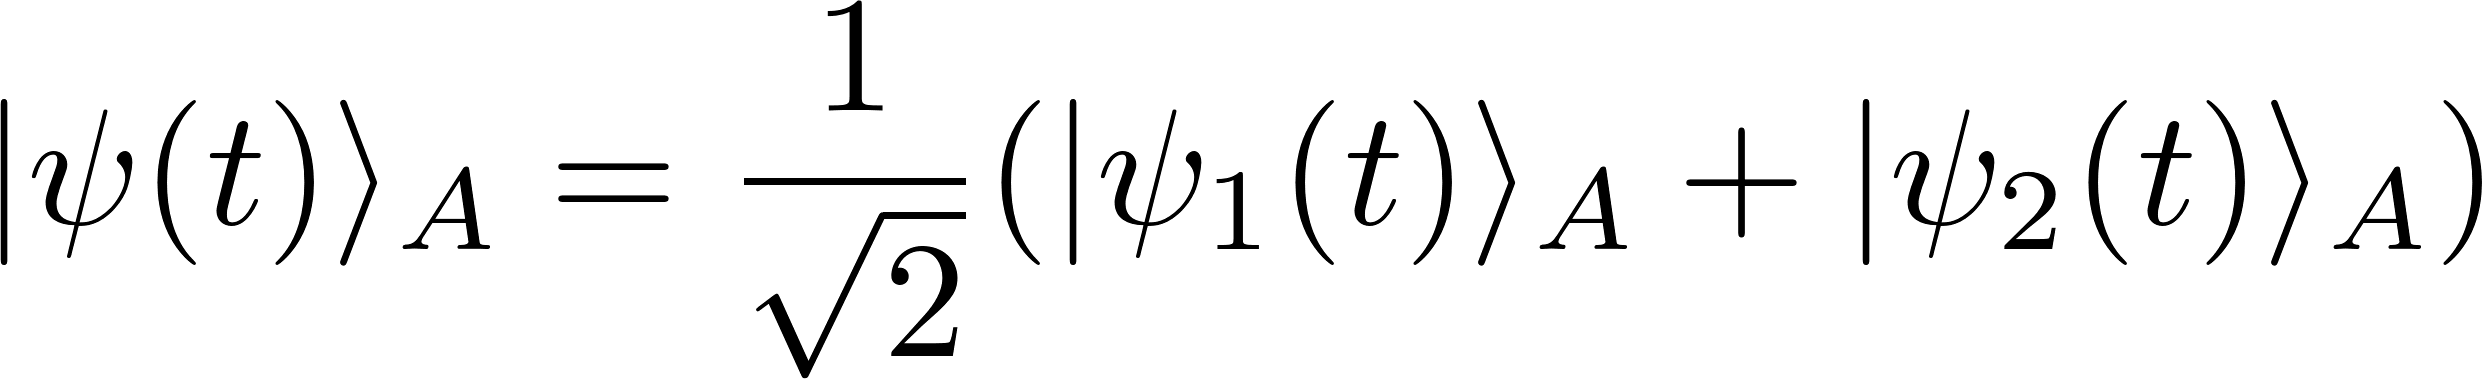 |ψ(t)⟩_A = \frac{1}{\sqrt{2}}(|ψ_1(t)⟩_A + |ψ_2(t)⟩_A)